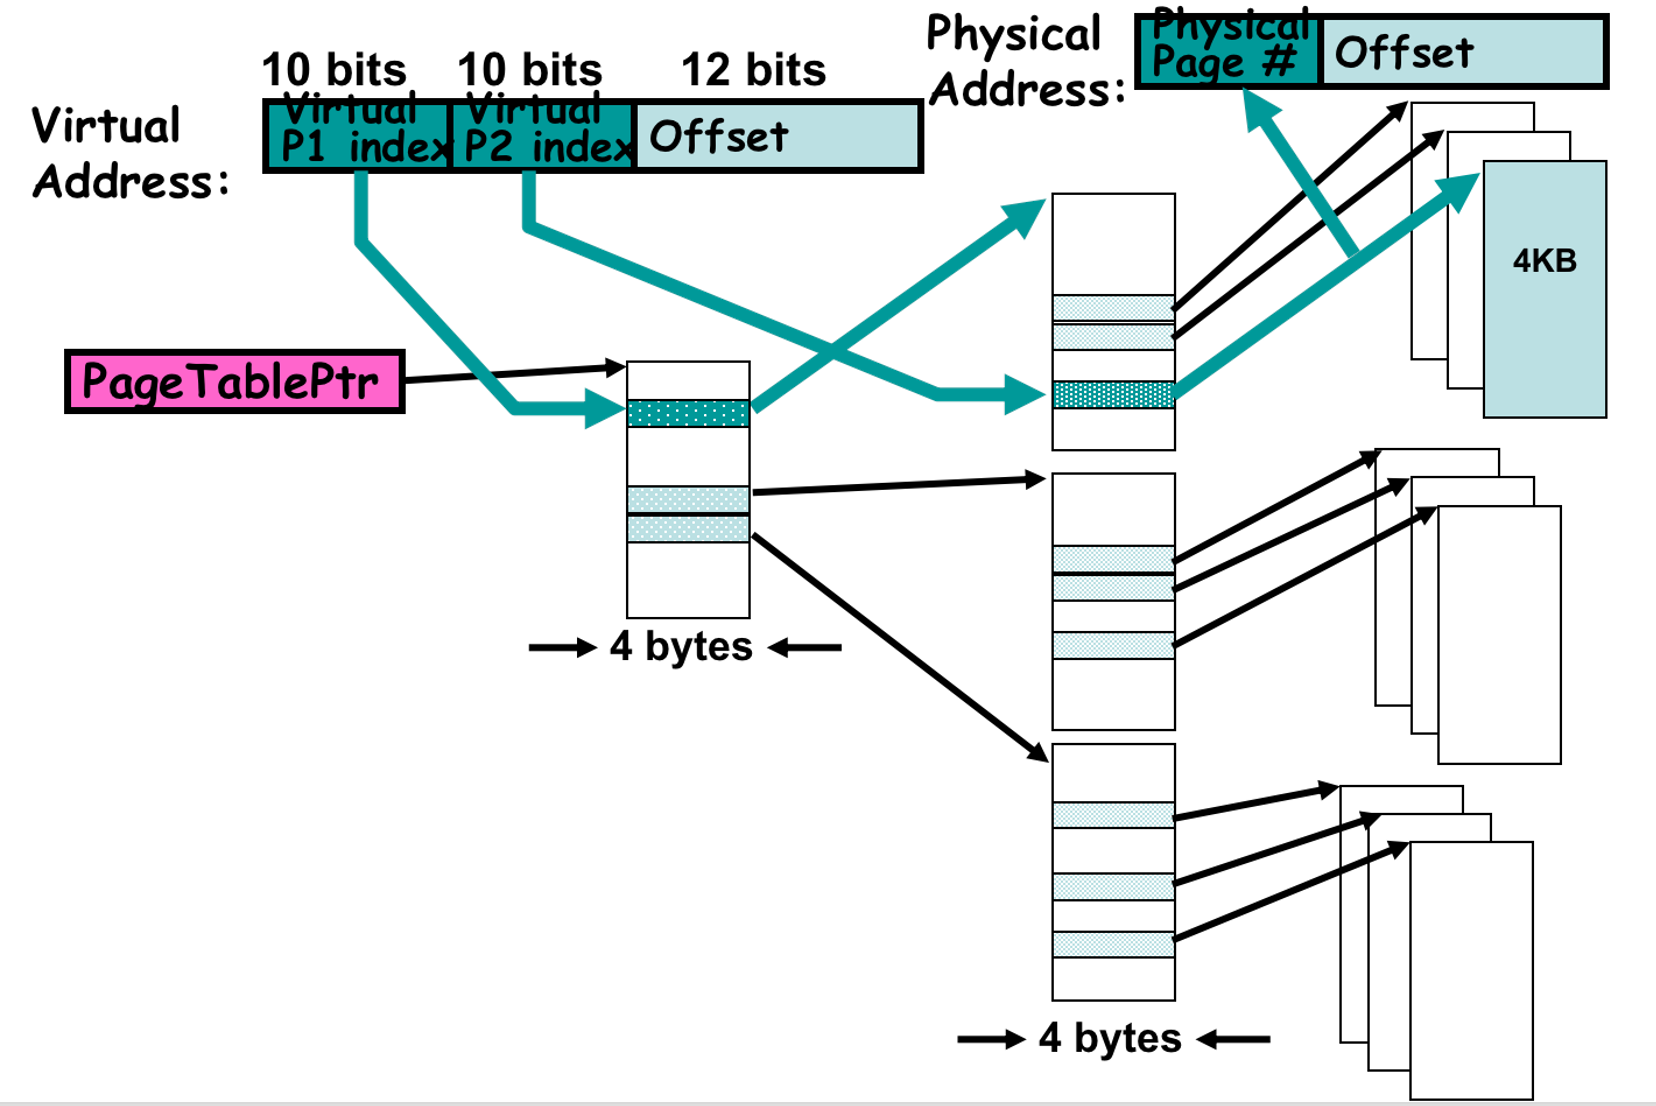 Physical
Address:
Physical
Page #
Offset
10 bits
10 bits
12 bits
Virtual
Address:
Virtual
P1 index
Virtual
P2 index
Offset
4KB
PageTablePtr
4 bytes
4 bytes